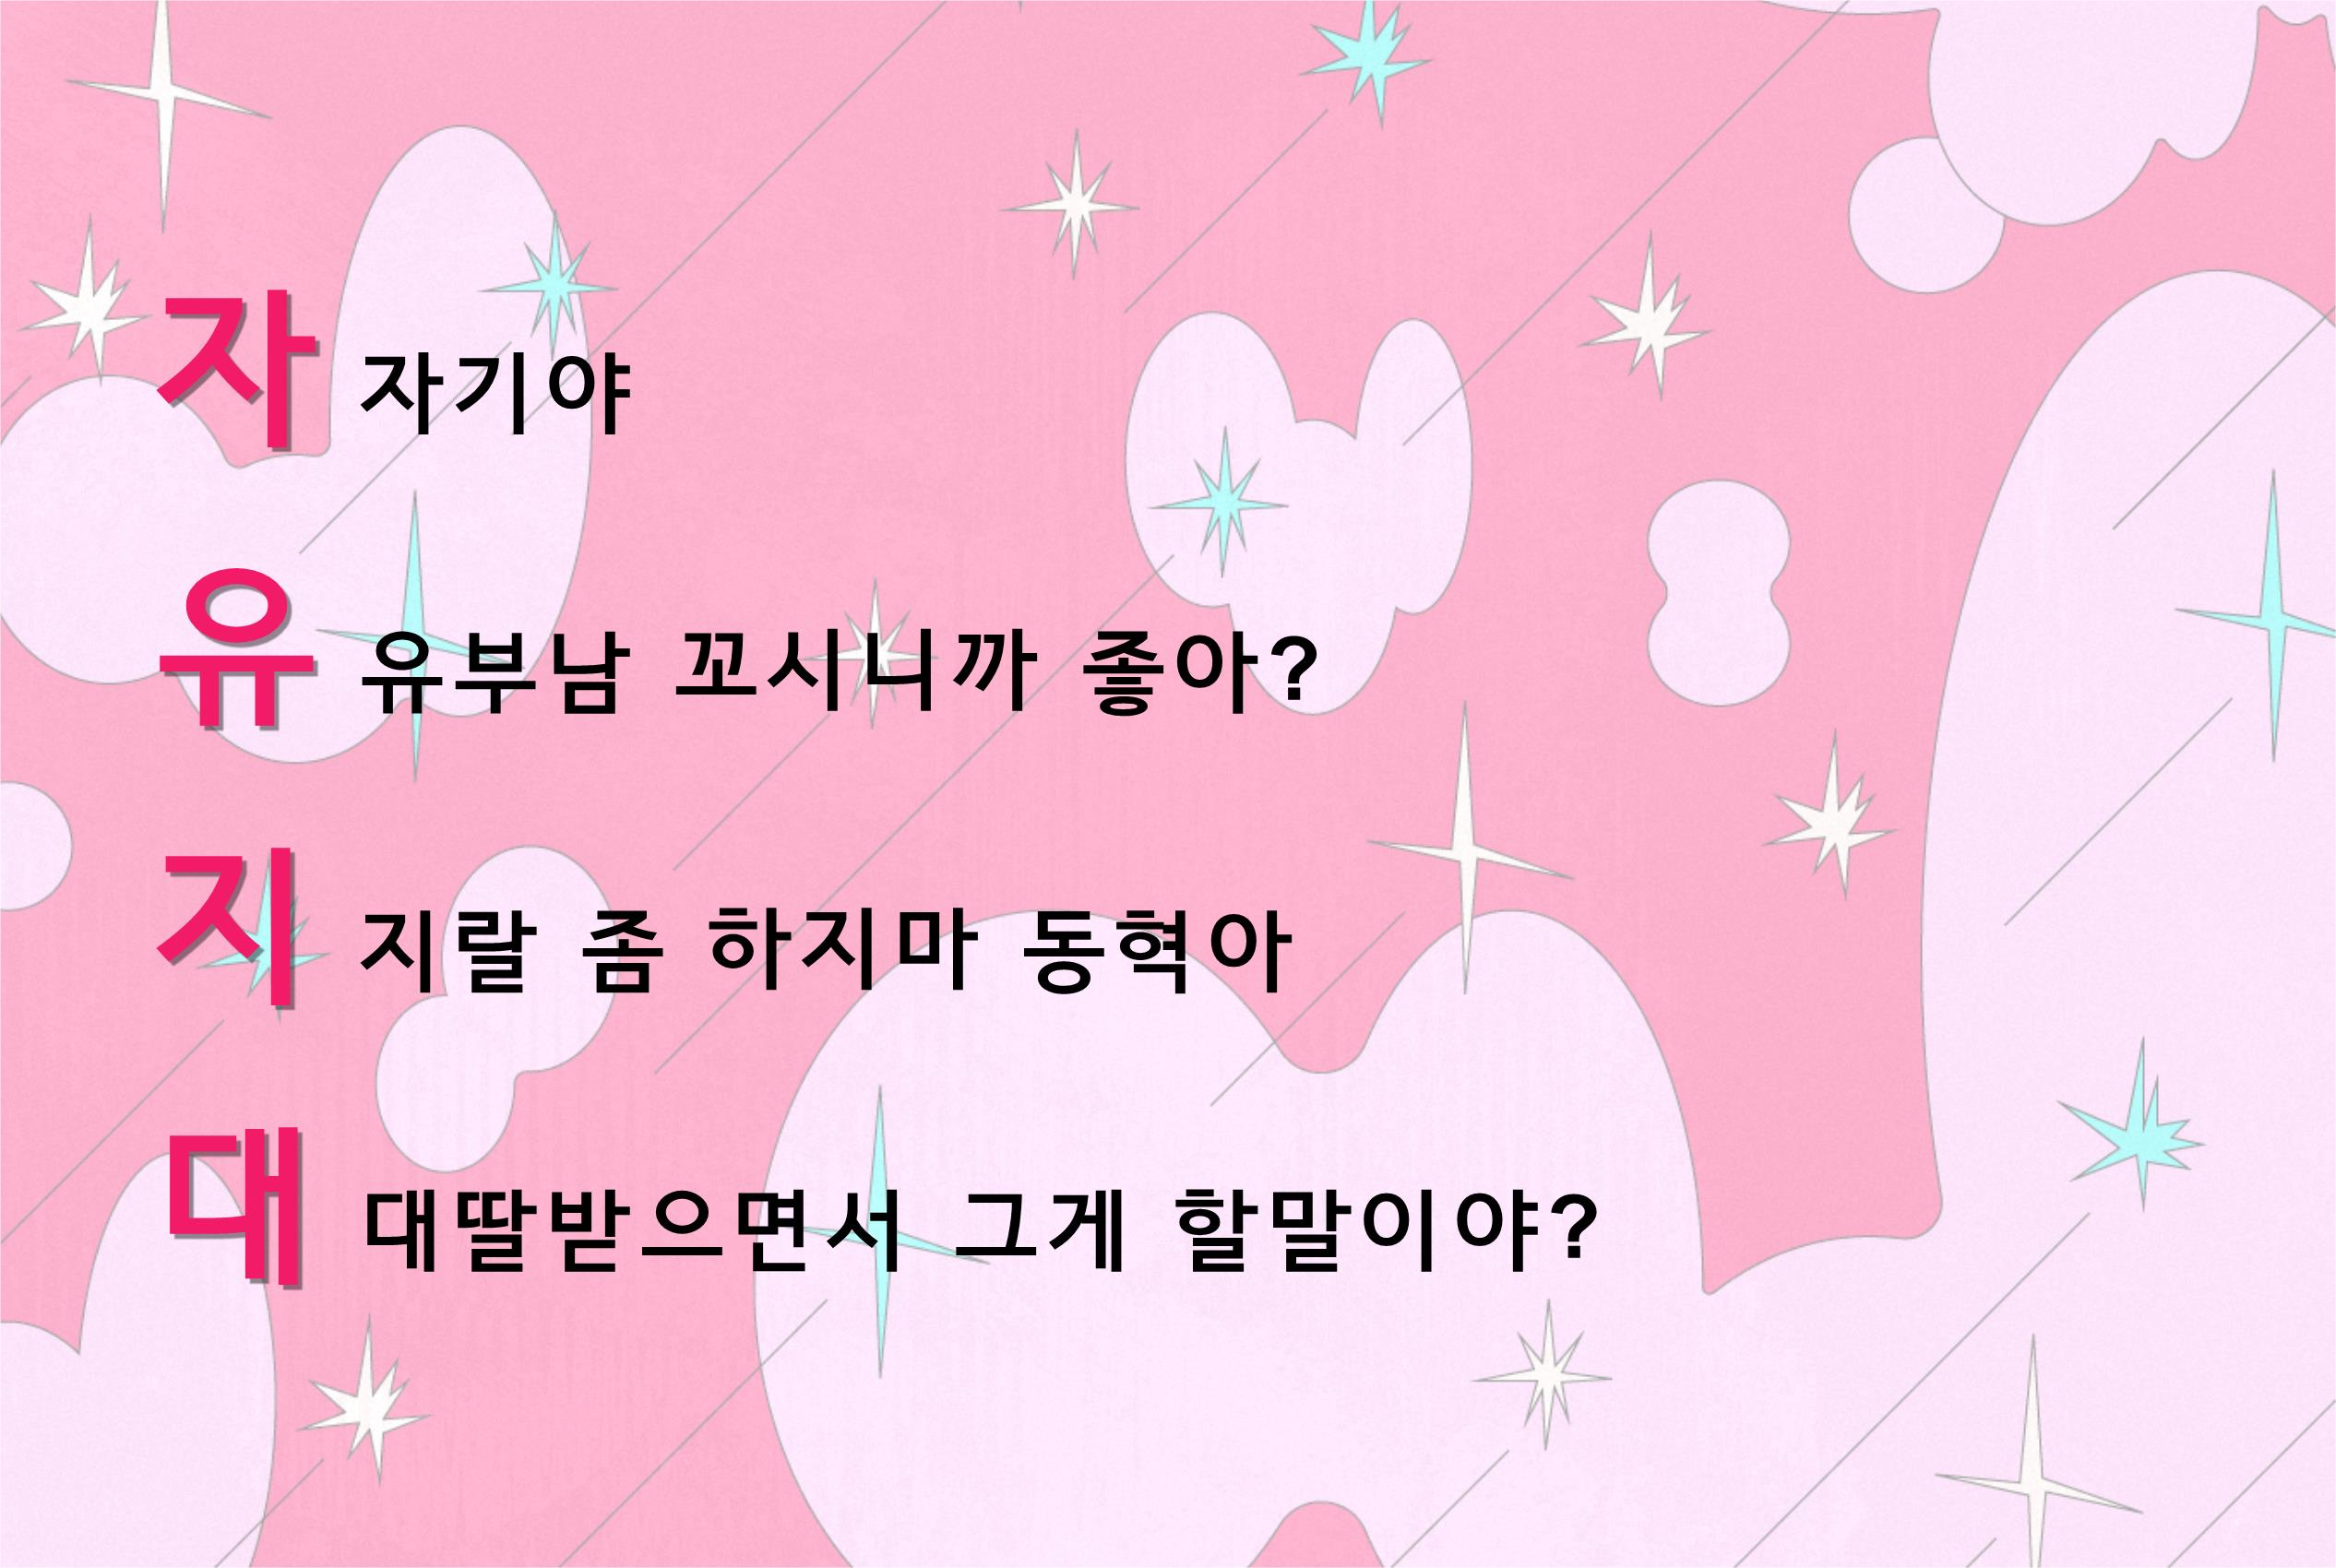 자 자기야
유 유부남 꼬시니까 좋아?
지 지랄 좀 하지마 동혁아
대 대딸받으면서 그게 할말이야?